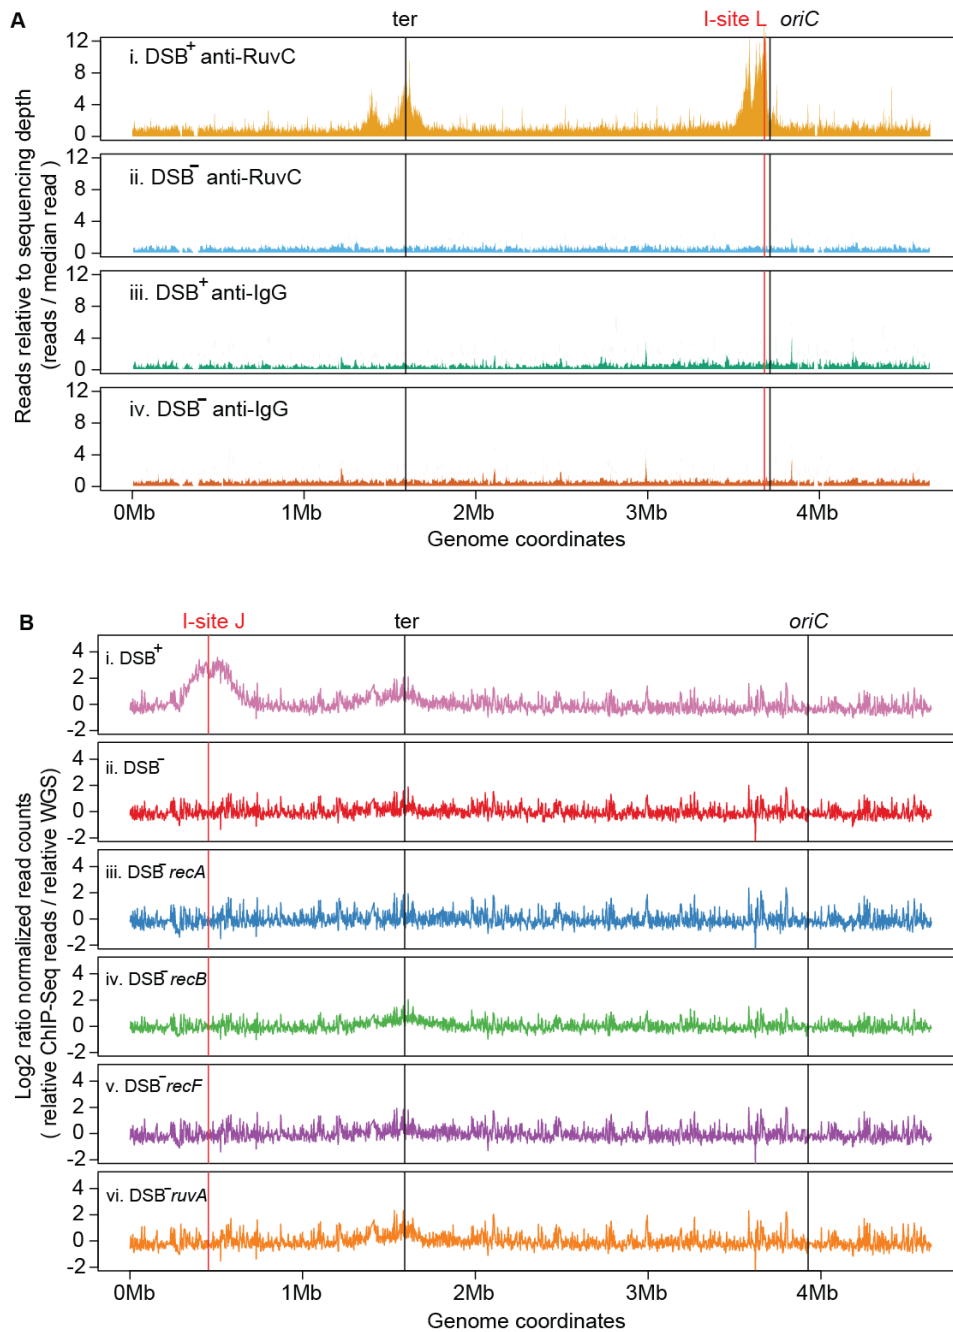 A
ter
I-site L
oriC
Reads relative to sequencing depth
(reads / median read )
12
8
4
0
i. DSB+ anti-RuvC
12
8
4
0
ii. DSB- anti-RuvC
12
8
4
0
iii. DSB+ anti-IgG
12
8
4
0
iv. DSB- anti-IgG
0Mb 1Mb 2Mb 3Mb 4Mb
Genome coordinates
B
I-site J
ter
oriC
Log2 ratio normalized read counts
( relative ChIP-Seq reads / relative WGS)
4
2
0
-2
i. DSB+
4
2
0
-2
ii. DSB-
4
2
0
-2
iii. DSB- recA
4
2
0
-2
iv. DSB- recB
4
2
0
-2
v. DSB- recF
4
2
0
-2
vi. DSB- ruvA
0Mb 1Mb 2Mb 3Mb 4Mb
Genome coordinates